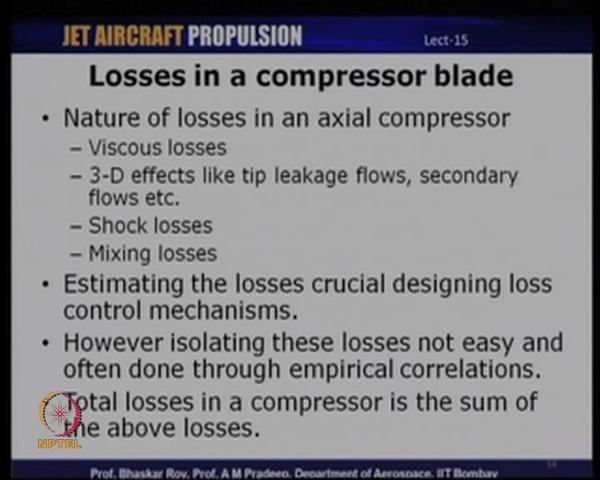 JET AIRCRAFT PROPULSION
Lect-15
Losses in a compressor blade
• Nature of losses in an axial compressor
– Viscous losses
– 3-D effects like tip leakage flows, secondary
flows etc.
– Shock losses
– Mixing losses
• Estimating the losses crucial designing loss
control mechanisms.
• However isolating these losses not easy and
often done through empirical correlations.
Total losses in a compressor is the sum of
the above losses.
NPTEL
14
Prof. Bhaskar Roy, Prof. A M Pradeep, Department of Aerospace, IIT Bombay